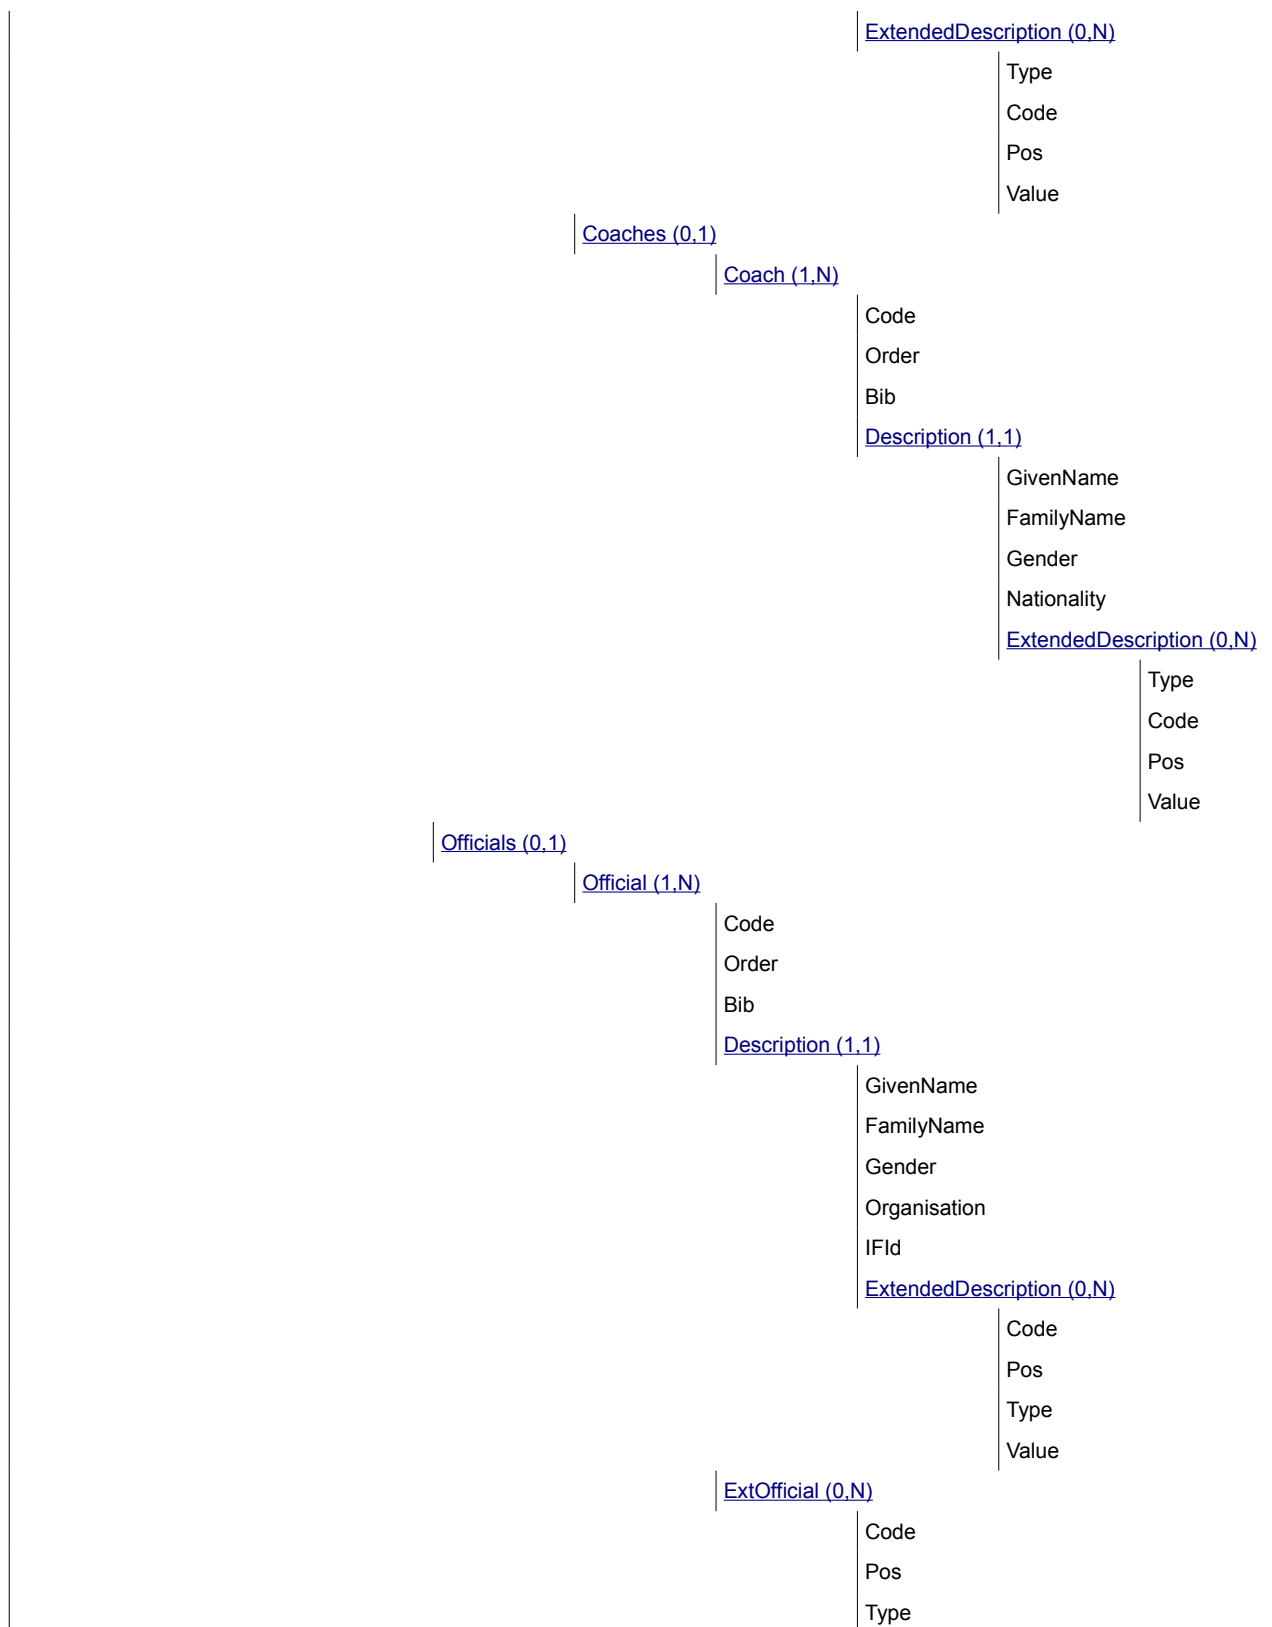 ExtendedDescription (0,N)
Type
Code
Pos
Value
Coaches (0,1)
Coach (1,N)
Code
Order
Bib
Description (1,1)
GivenName
FamilyName
Gender
Nationality
ExtendedDescription (0,N)
Type
Code
Pos
Value
Officials (0,1)
Official (1,N)
Code
Order
Bib
Description (1,1)
GivenName
FamilyName
Gender
Organisation
IFId
ExtendedDescription (0,N)
Code
Pos
Type
Value
ExtOfficial (0,N)
Code
Pos
Type